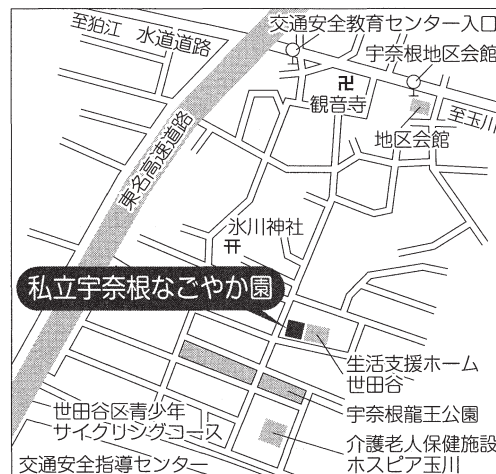 至狛江 水道道路
交通安全教育センター入口
宇奈根地区会館
卍
観音寺
至玉川
地区会館
東名高速道路
氷川神社
私立宇奈根なごやか園
生活支援ホーム
世田谷
宇奈根龍王公園
世田谷区青少年
サイクリングコース
介護老人保健施設
ホスピア玉川
交通安全指導センター